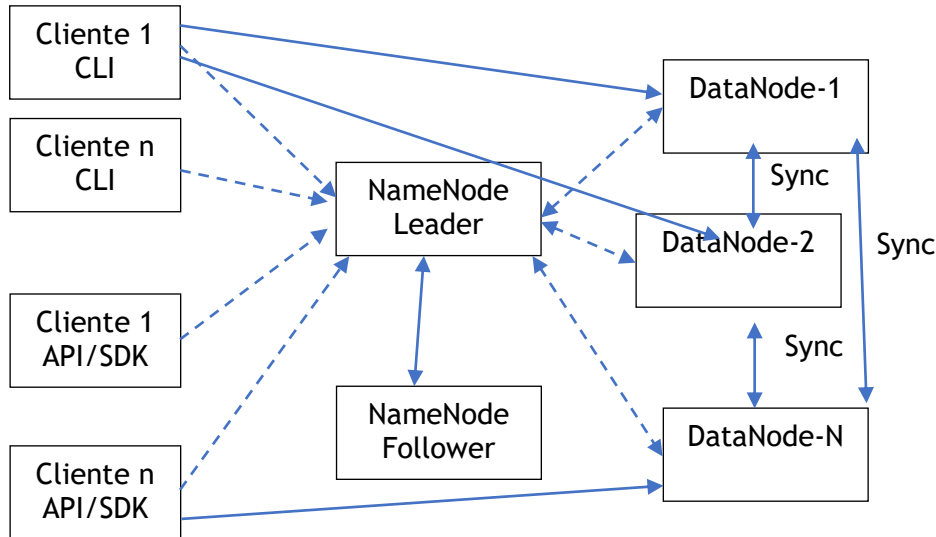 Cliente 1
CLI
Cliente n
CLI
Cliente 1
API/SDK
Cliente n
API/SDK
NameNode
Leader
NameNode
Follower
DataNode-1
Sync
DataNode-2
Sync
Sync
DataNode-N